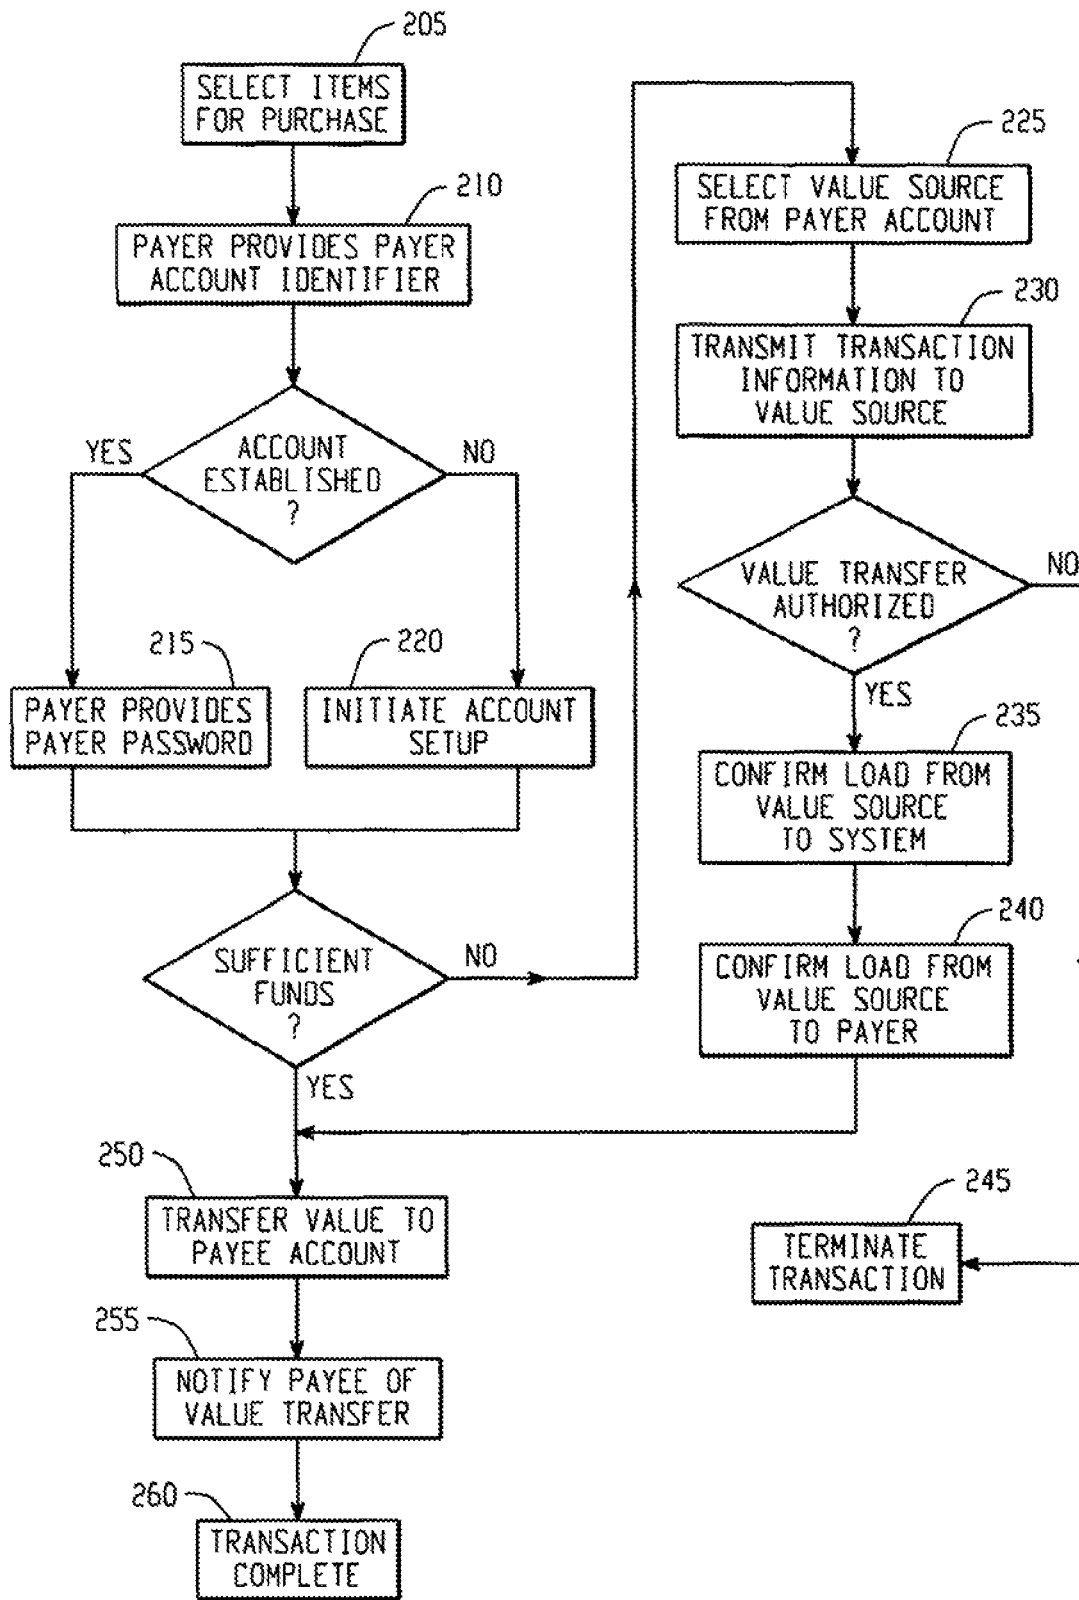 205
SELECT ITEMS
FOR PURCHASE
210
PAYER PROVIDES PAYER
ACCOUNT IDENTIFIER
YES
ACCOUNT
ESTABLISHED
?
NO
215
PAYER PROVIDES
PAYER PASSWORD
220
INITIATE ACCOUNT
SETUP
SUFFICIENT
FUNDS
?
NO
YES
225
SELECT VALUE SOURCE
FROM PAYER ACCOUNT
230
TRANSMIT TRANSACTION
INFORMATION TO
VALUE SOURCE
VALUE TRANSFER
AUTHORIZED
?
NO
YES
235
CONFIRM LOAD FROM
VALUE SOURCE
TO SYSTEM
240
CONFIRM LOAD FROM
VALUE SOURCE
TO PAYER
250
TRANSFER VALUE TO
PAYEE ACCOUNT
245
TERMINATE
TRANSACTION
255
NOTIFY PAYEE OF
VALUE TRANSFER
260
TRANSACTION
COMPLETE